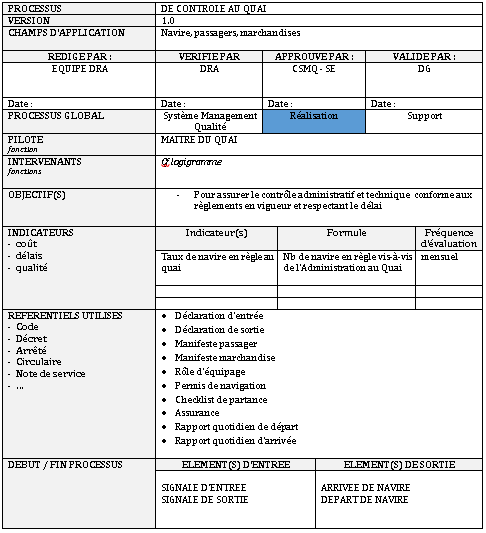 PROCESSUS DE CONTROLE AU QUAI
VERSION 1.0
CHAMPS D'APPLICATION Navire, passagers, marchandises
REDIGE PAR : VERIFIE PAR APPROUVE PAR : VALIDE PAR :
EQUIPE DRA DRA CSMQ - SE DG
Date : Date : Date : Date :
PROCESSUS GLOBAL Système Management Qualité Réalisation Support
PILOTE MAITRE DU QUAI
fonction
INTERVENANTS Cf logigramme
fonctions
OBJECTIF(S) - Pour assurer le contrôle administratif et technique conforme aux
règlements en vigueur et respectant le délai
INDICATEURS Indicateur(s) Formule Fréquence
- coût d'évaluation
- délais Taux de navire en règle au Nb de navire en règle vis-à-vis mensuel
- qualité quai de l'Administration au Quai
REFERENTIELS UTILISES
- Code
- Décret
- Arrêté
- Circulaire
- Note de service
- ...
• Déclaration d'entrée
• Déclaration de sortie
• Manifeste passager
• Manifeste marchandise
• Rôle d'équipage
• Permis de navigation
• Checklist de partance
• Assurance
• Rapport quotidien de départ
• Rapport quotidien d'arrivée
DEBUT / FIN PROCESSUS ELEMENT(S) D'ENTREE ELEMENT(S) DE SORTIE
SIGNALE D'ENTREE ARRIVEE DE NAVIRE
SIGNALE DE SORTIE DEPART DE NAVIRE